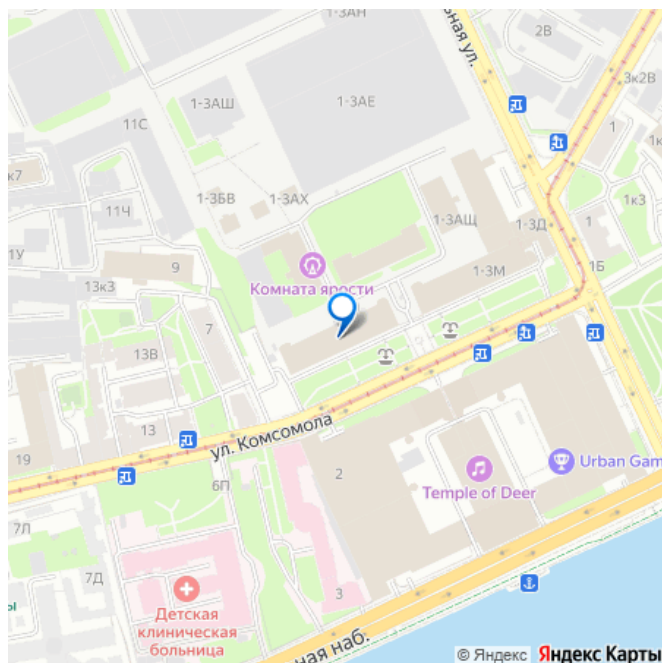 1-3АН
ьная ул.
2В
3к2В
1-3АШ
1-3АЕ
11С
1
1к
к7
1-3БВ
1-3АХ
11Ч
1-3АЩ
1к3
1-3Д
1
1У
9
1Б
13к3
Комната ярости
1-3М
7
13В
13
ул. Комсомола
19
2
Urban Gam
6П
Temple of Deer
7Л
7Д
3
ы
Детская
клиническая
больница
ная наб.
© Яндекс Яндекс Карты